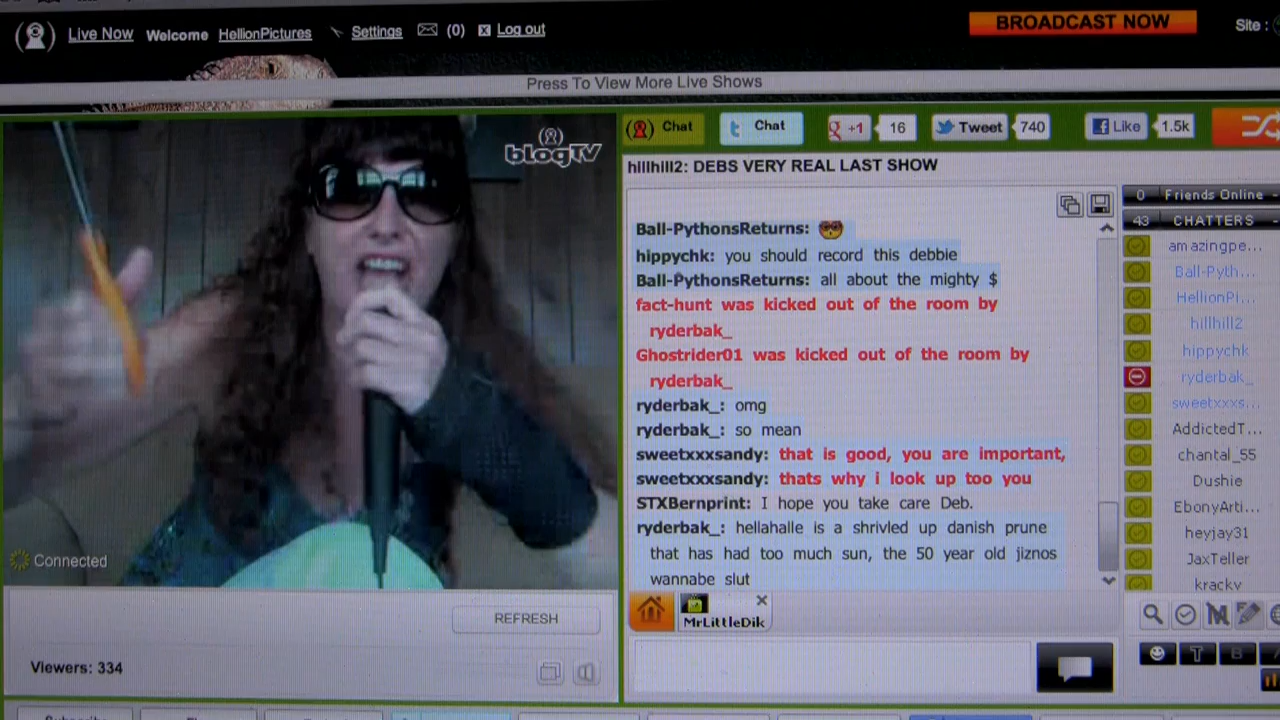 Live Now Welcome HellionPictures Settings (0) Log out BROADCAST NOW Site :
Press To View More Live Shows
blogTV
Chat Chat +1 16 Tweet 740 Like 1.5k
hillhill2: DEBS VERY REAL LAST SHOW
Ball-PythonsReturns:
hippychk: you should record this debbie
Ball-PythonsReturns: all about the mighty $
fact-hunt was kicked out of the room by
ryderbak_
Ghostrider01 was kicked out of the room by
ryderbak_
ryderbak_: omg
ryderbak_: so mean
sweetxxxsandy: that is good, you are important,
sweetxxxsandy: thats why i look up too you
STXBernprint: I hope you take care Deb.
ryderbak_: hellahalle is a shrivled up danish prune
that has had too much sun, the 50 year old jiznos
wannabe slut
MrLittleDik
0 Friends Online
43 CHATTERS
amazingpe...
Ball-Pyth...
HellionPi...
hillhill2
hippychk
ryderbak_
sweetxxxs...
AddictedT...
chantal_55
Dushie
EbonyArti...
heyjay31
JaxTeller
krackv
T B
Connected
REFRESH
Viewers: 334